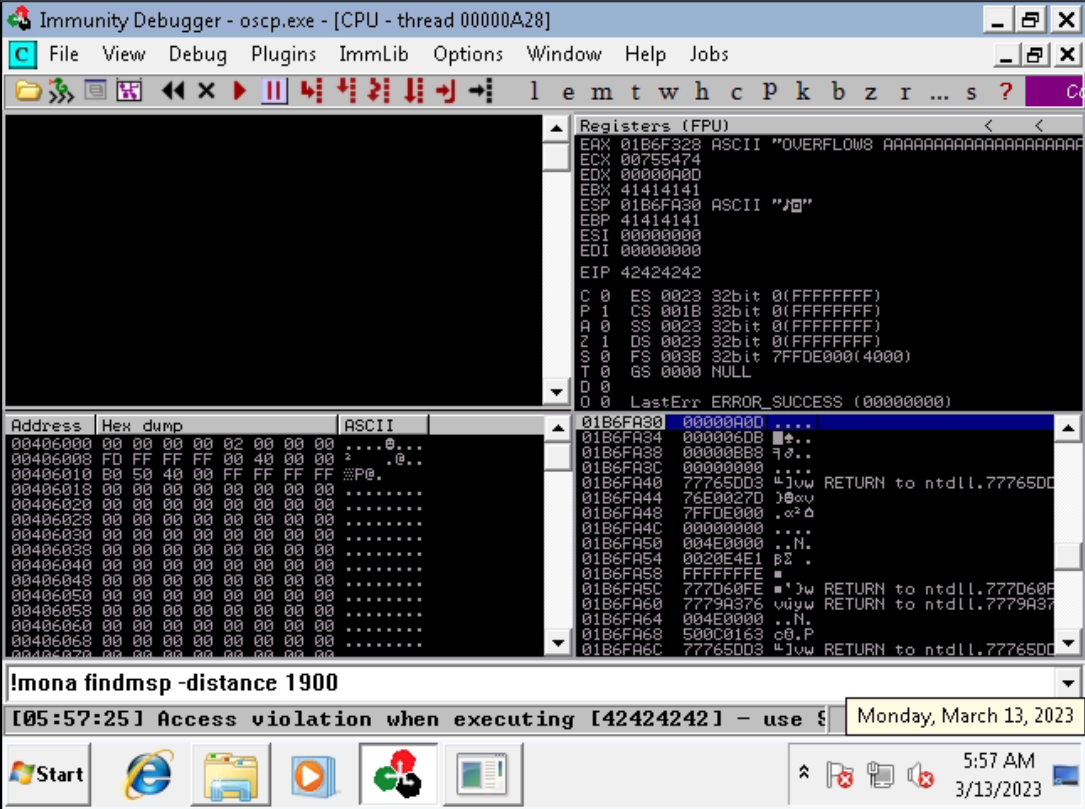 Immunity Debugger - oscp.exe - [CPU - thread 00000A28]
C File View Debug Plugins ImmLib Options Window Help Jobs
l e m t w h c P k b z r ... s ?
Registers (FPU) < <
EAX 01B6F328 ASCII "OVERFLOW8 AAAAAAAAAAAAAAAAAAAAA
ECX 00755474
EDX 00000A0D
EBX 41414141
ESP 01B6FA30 ASCII "♪◙"
EBP 41414141
ESI 00000000
EDI 00000000
EIP 42424242
C 0 ES 0023 32bit 0(FFFFFFFF)
P 1 CS 001B 32bit 0(FFFFFFFF)
A 0 SS 0023 32bit 0(FFFFFFFF)
Z 1 DS 0023 32bit 0(FFFFFFFF)
S 0 FS 003B 32bit 7FFDE000(4000)
T 0 GS 0000 NULL
D 0
O 0 LastErr ERROR_SUCCESS (00000000)
Address Hex dump ASCII
00406000 00 00 00 00 02 00 00 00 ....☻...
00406008 FD FF FF FF 00 40 00 00 ² .@..
00406010 B0 50 40 00 FF FF FF FF ░P@.
00406018 00 00 00 00 00 00 00 00 ........
00406020 00 00 00 00 00 00 00 00 ........
00406028 00 00 00 00 00 00 00 00 ........
00406030 00 00 00 00 00 00 00 00 ........
00406038 00 00 00 00 00 00 00 00 ........
00406040 00 00 00 00 00 00 00 00 ........
00406048 00 00 00 00 00 00 00 00 ........
00406050 00 00 00 00 00 00 00 00 ........
00406058 00 00 00 00 00 00 00 00 ........
00406060 00 00 00 00 00 00 00 00 ........
00406068 00 00 00 00 00 00 00 00 ........
00406070 00 00 00 00 00 00 00 00
01B6FA30 00000A0D ....
01B6FA34 000006DB █♠..
01B6FA38 00000BB8 ╕♂..
01B6FA3C 00000000 ....
01B6FA40 77765DD3 ╙]vw RETURN to ntdll.77765DD
01B6FA44 76E0027D }☻αv
01B6FA48 7FFDE000 .α²⌂
01B6FA4C 00000000 ....
01B6FA50 004E0000 ..N.
01B6FA54 0020E4E1 βΣ .
01B6FA58 FFFFFFFE ■
01B6FA5C 777D60FE ■`}w RETURN to ntdll.777D60F
01B6FA60 7779A376 vúyw RETURN to ntdll.7779A37
01B6FA64 004E0000 ..N.
01B6FA68 500C0163
01B6FA6C 77765DD3 ╙]vw RETURN to ntdll.77765DD
!mona findmsp -distance 1900
[05:57:25] Access violation when executing [42424242] - use S
Monday, March 13, 2023
Start
5:57 AM
3/13/2023